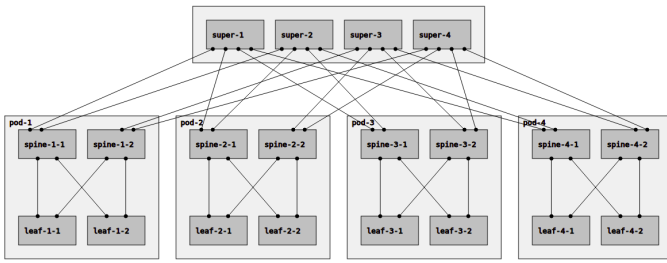 super-1 super-2 super-3 super-4
pod-1 pod-2 pod-3 pod-4
spine-1-1 spine-1-2 spine-2-1 spine-2-2 spine-3-1 spine-3-2 spine-4-1 spine-4-2
leaf-1-1 leaf-1-2 leaf-2-1 leaf-2-2 leaf-3-1 leaf-3-2 leaf-4-1 leaf-4-2